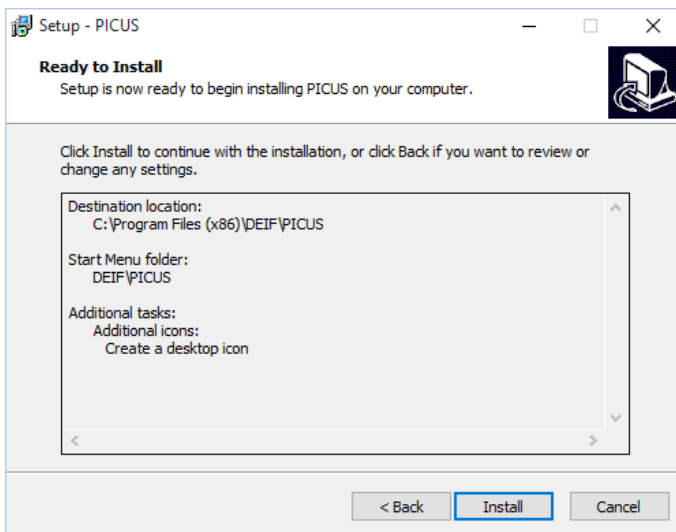 Setup - PICUS
Ready to Install
Setup is now ready to begin installing PICUS on your computer.
Click Install to continue with the installation, or click Back if you want to review or
change any settings.
Destination location:
C:\Program Files (x86)\DEIF\PICUS
Start Menu folder:
DEIF\PICUS
Additional tasks:
Additional icons:
Create a desktop icon
< Back
Install
Cancel